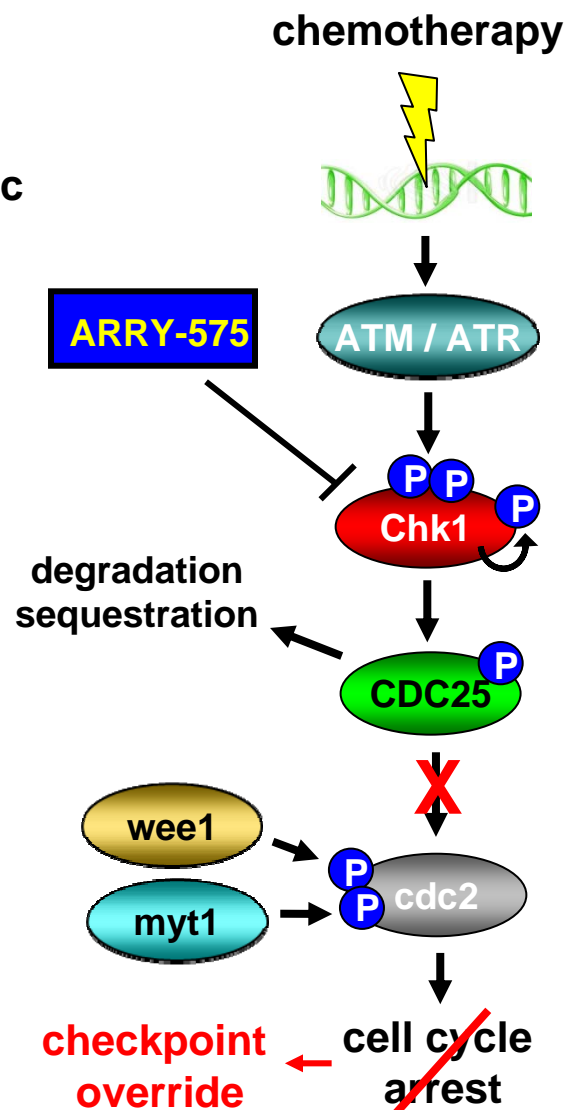 chemotherapy
c
ARRY-575
ATM / ATR
P
P
P
Chk1
degradation
sequestration
P
CDC25
X
wee1
P
P
cdc2
myt1
checkpoint
override
cell cycle
arrest